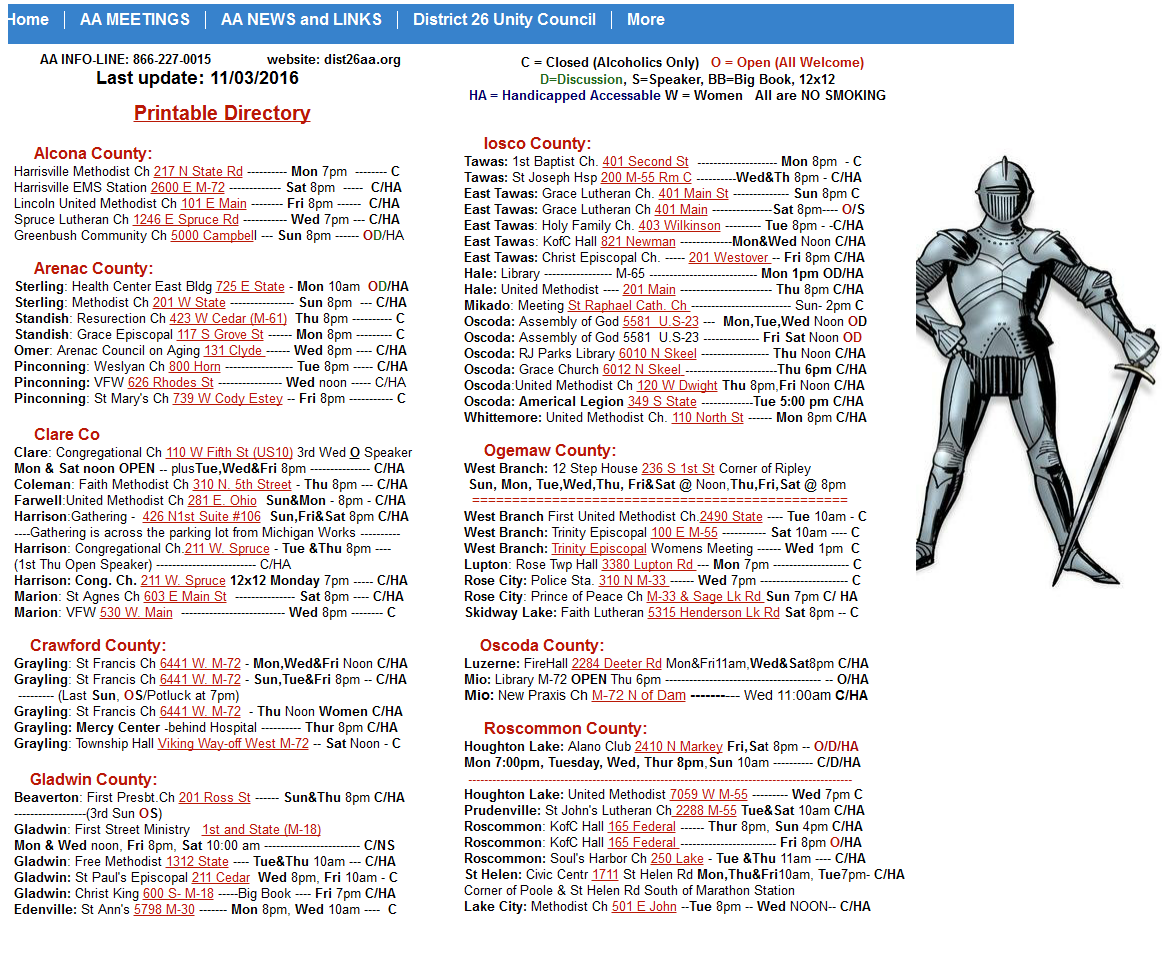 Home | AA MEETINGS | AA NEWS and LINKS | District 26 Unity Council | More
AA INFO-LINE: 866-227-0015 website: dist26aa.org
Last update: 11/03/2016
Printable Directory
Alcona County:
Harrisville Methodist Ch 217 N State Rd ---------- Mon 7pm -------- C
Harrisville EMS Station 2600 E M-72 ------------- Sat 8pm ----- C/HA
Lincoln United Methodist Ch 101 E Main -------- Fri 8pm ------ C/HA
Spruce Lutheran Ch 1246 E Spruce Rd ----------- Wed 7pm --- C/HA
Greenbush Community Ch 5000 Campbell --- Sun 8pm ------ OD/HA
Arenac County:
Sterling: Health Center East Bldg 725 E State - Mon 10am OD/HA
Sterling: Methodist Ch 201 W State ---------------- Sun 8pm --- C/HA
Standish: Resurection Ch 423 W Cedar (M-61) Thu 8pm ---------- C
Standish: Grace Episcopal 117 S Grove St ------ Mon 8pm --------- C
Omer: Arenac Council on Aging 131 Clyde ------ Wed 8pm ---- C/HA
Pinconning: Weslyan Ch 800 Horn ----------------- Tue 8pm ----- C/HA
Pinconning: VFW 626 Rhodes St ---------------- Wed noon ----- C/HA
Pinconning: St Mary's Ch 739 W Cody Estey -- Fri 8pm ----------- C
Clare Co
Clare: Congregational Ch 110 W Fifth St (US10) 3rd Wed O Speaker
Mon & Sat noon OPEN -- plusTue,Wed&Fri 8pm --------------- C/HA
Coleman: Faith Methodist Ch 310 N. 5th Street - Thu 8pm --- C/HA
Farwell:United Methodist Ch 281 E. Ohio Sun&Mon - 8pm - C/HA
Harrison:Gathering - 426 N1st Suite #106 Sun,Fri&Sat 8pm C/HA
----Gathering is across the parking lot from Michigan Works ----------
Harrison: Congregational Ch.211 W. Spruce - Tue &Thu 8pm ----
(1st Thu Open Speaker) ------------------------- C/HA
Harrison: Cong. Ch. 211 W. Spruce 12x12 Monday 7pm ----- C/HA
Marion: St Agnes Ch 603 E Main St --------------- Sat 8pm ---- C/HA
Marion: VFW 530 W. Main -------------------------- Wed 8pm -------- C
Crawford County:
Grayling: St Francis Ch 6441 W. M-72 - Mon,Wed&Fri Noon C/HA
Grayling: St Francis Ch 6441 W. M-72 - Sun,Tue&Fri 8pm -- C/HA
--------- (Last Sun, OS/Potluck at 7pm)
Grayling: St Francis Ch 6441 W. M-72 - Thu Noon Women C/HA
Grayling: Mercy Center -behind Hospital ---------- Thur 8pm C/HA
Grayling: Township Hall Viking Way-off West M-72 -- Sat Noon - C
Gladwin County:
Beaverton: First Presbt.Ch 201 Ross St ------ Sun&Thu 8pm C/HA
------------------(3rd Sun OS)
Gladwin: First Street Ministry 1st and State (M-18)
Mon & Wed noon, Fri 8pm, Sat 10:00 am ------------------------ C/NS
Gladwin: Free Methodist 1312 State ---- Tue&Thu 10am --- C/HA
Gladwin: St Paul's Episcopal 211 Cedar Wed 8pm, Fri 10am - C
Gladwin: Christ King 600 S- M-18 -----Big Book ---- Fri 7pm C/HA
Edenville: St Ann's 5798 M-30 ------- Mon 8pm, Wed 10am ---- C
C = Closed (Alcoholics Only) O = Open (All Welcome)
D=Discussion, S=Speaker, BB=Big Book, 12x12
HA = Handicapped Accessable W = Women All are NO SMOKING
Iosco County:
Tawas: 1st Baptist Ch. 401 Second St -------------------- Mon 8pm - C
Tawas: St Joseph Hsp 200 M-55 Rm C ----------Wed&Th 8pm - C/HA
East Tawas: Grace Lutheran Ch. 401 Main St -------------- Sun 8pm C
East Tawas: Grace Lutheran Ch 401 Main ---------------Sat 8pm---- O/S
East Tawas: Holy Family Ch. 403 Wilkinson --------- Tue 8pm - -C/HA
East Tawas: KofC Hall 821 Newman -------------Mon&Wed Noon C/HA
East Tawas: Christ Episcopal Ch. ----- 201 Westover -- Fri 8pm C/HA
Hale: Library ----------------- M-65 --------------------------- Mon 1pm OD/HA
Hale: United Methodist ---- 201 Main ----------------------- Thu 8pm C/HA
Mikado: Meeting St Raphael Cath. Ch ------------------------- Sun- 2pm C
Oscoda: Assembly of God 5581 U.S-23 --- Mon,Tue,Wed Noon OD
Oscoda: Assembly of God 5581 U.S-23 -------------- Fri Sat Noon OD
Oscoda: RJ Parks Library 6010 N Skeel ----------------- Thu Noon C/HA
Oscoda: Grace Church 6012 N Skeel -----------------------Thu 6pm C/HA
Oscoda:United Methodist Ch 120 W Dwight Thu 8pm,Fri Noon C/HA
Oscoda: Americal Legion 349 S State -------------Tue 5:00 pm C/HA
Whittemore: United Methodist Ch. 110 North St ------ Mon 8pm C/HA
Ogemaw County:
West Branch: 12 Step House 236 S 1st St Corner of Ripley
Sun, Mon, Tue,Wed,Thu, Fri&Sat @ Noon,Thu,Fri,Sat @ 8pm
===============================================
West Branch First United Methodist Ch.2490 State ---- Tue 10am - C
West Branch: Trinity Episcopal 100 E M-55 ----------- Sat 10am ---- C
West Branch: Trinity Episcopal Womens Meeting ------ Wed 1pm C
Lupton: Rose Twp Hall 3380 Lupton Rd --- Mon 7pm ------------------- C
Rose City: Police Sta. 310 N M-33 ------ Wed 7pm ---------------------- C
Rose City: Prince of Peace Ch M-33 & Sage Lk Rd Sun 7pm C/ HA
Skidway Lake: Faith Lutheran 5315 Henderson Lk Rd Sat 8pm -- C
Oscoda County:
Luzerne: FireHall 2284 Deeter Rd Mon&Fri11am,Wed&Sat8pm C/HA
Mio: Library M-72 OPEN Thu 6pm --------------------------------------- -- O/HA
Mio: New Praxis Ch M-72 N of Dam ---------- Wed 11:00am C/HA
Roscommon County:
Houghton Lake: Alano Club 2410 N Markey Fri,Sat 8pm -- O/D/HA
Mon 7:00pm, Tuesday, Wed, Thur 8pm,Sun 10am ---------- C/D/HA
------------------------------------------------------------------------------------------------
Houghton Lake: United Methodist 7059 W M-55 --------- Wed 7pm C
Prudenville: St John's Lutheran Ch 2288 M-55 Tue&Sat 10am C/HA
Roscommon: KofC Hall 165 Federal ------ Thur 8pm, Sun 4pm C/HA
Roscommon: KofC Hall 165 Federal ------------------------ Fri 8pm O/HA
Roscommon: Soul's Harbor Ch 250 Lake - Tue &Thu 11am ---- C/HA
St Helen: Civic Centr 1711 St Helen Rd Mon,Thu&Fri10am, Tue7pm- C/HA
Corner of Poole & St Helen Rd South of Marathon Station
Lake City: Methodist Ch 501 E John --Tue 8pm -- Wed NOON-- C/HA